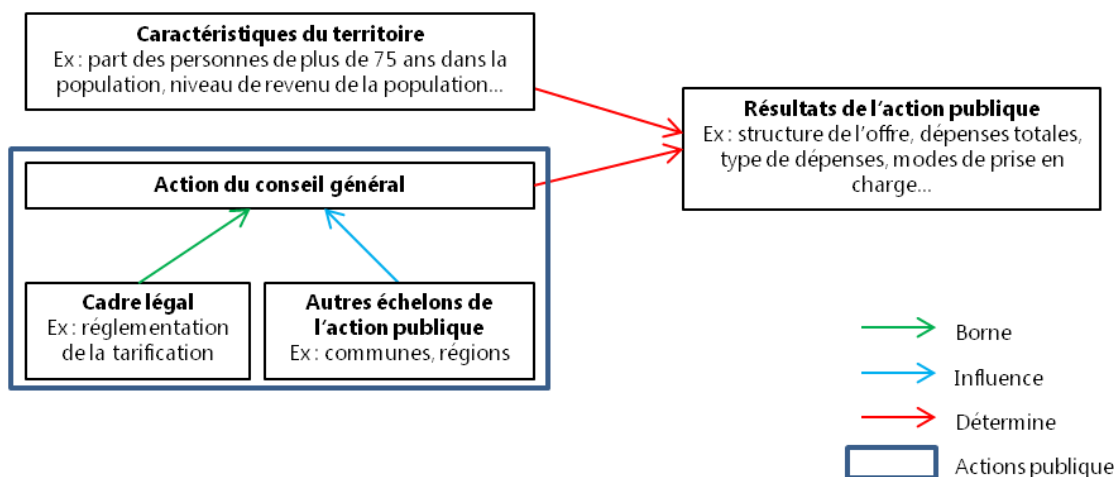 Caractéristiques du territoire
Ex : part des personnes de plus de 75 ans dans la
population, niveau de revenu de la population...
Résultats de l'action publique
Ex : structure de l'offre, dépenses totales,
type de dépenses, modes de prise en
charge...
Action du conseil général
Cadre légal
Ex : réglementation
de la tarification
Autres échelons de
l'action publique
Ex : communes, régions
Borne
Influence
Détermine
Actions publique